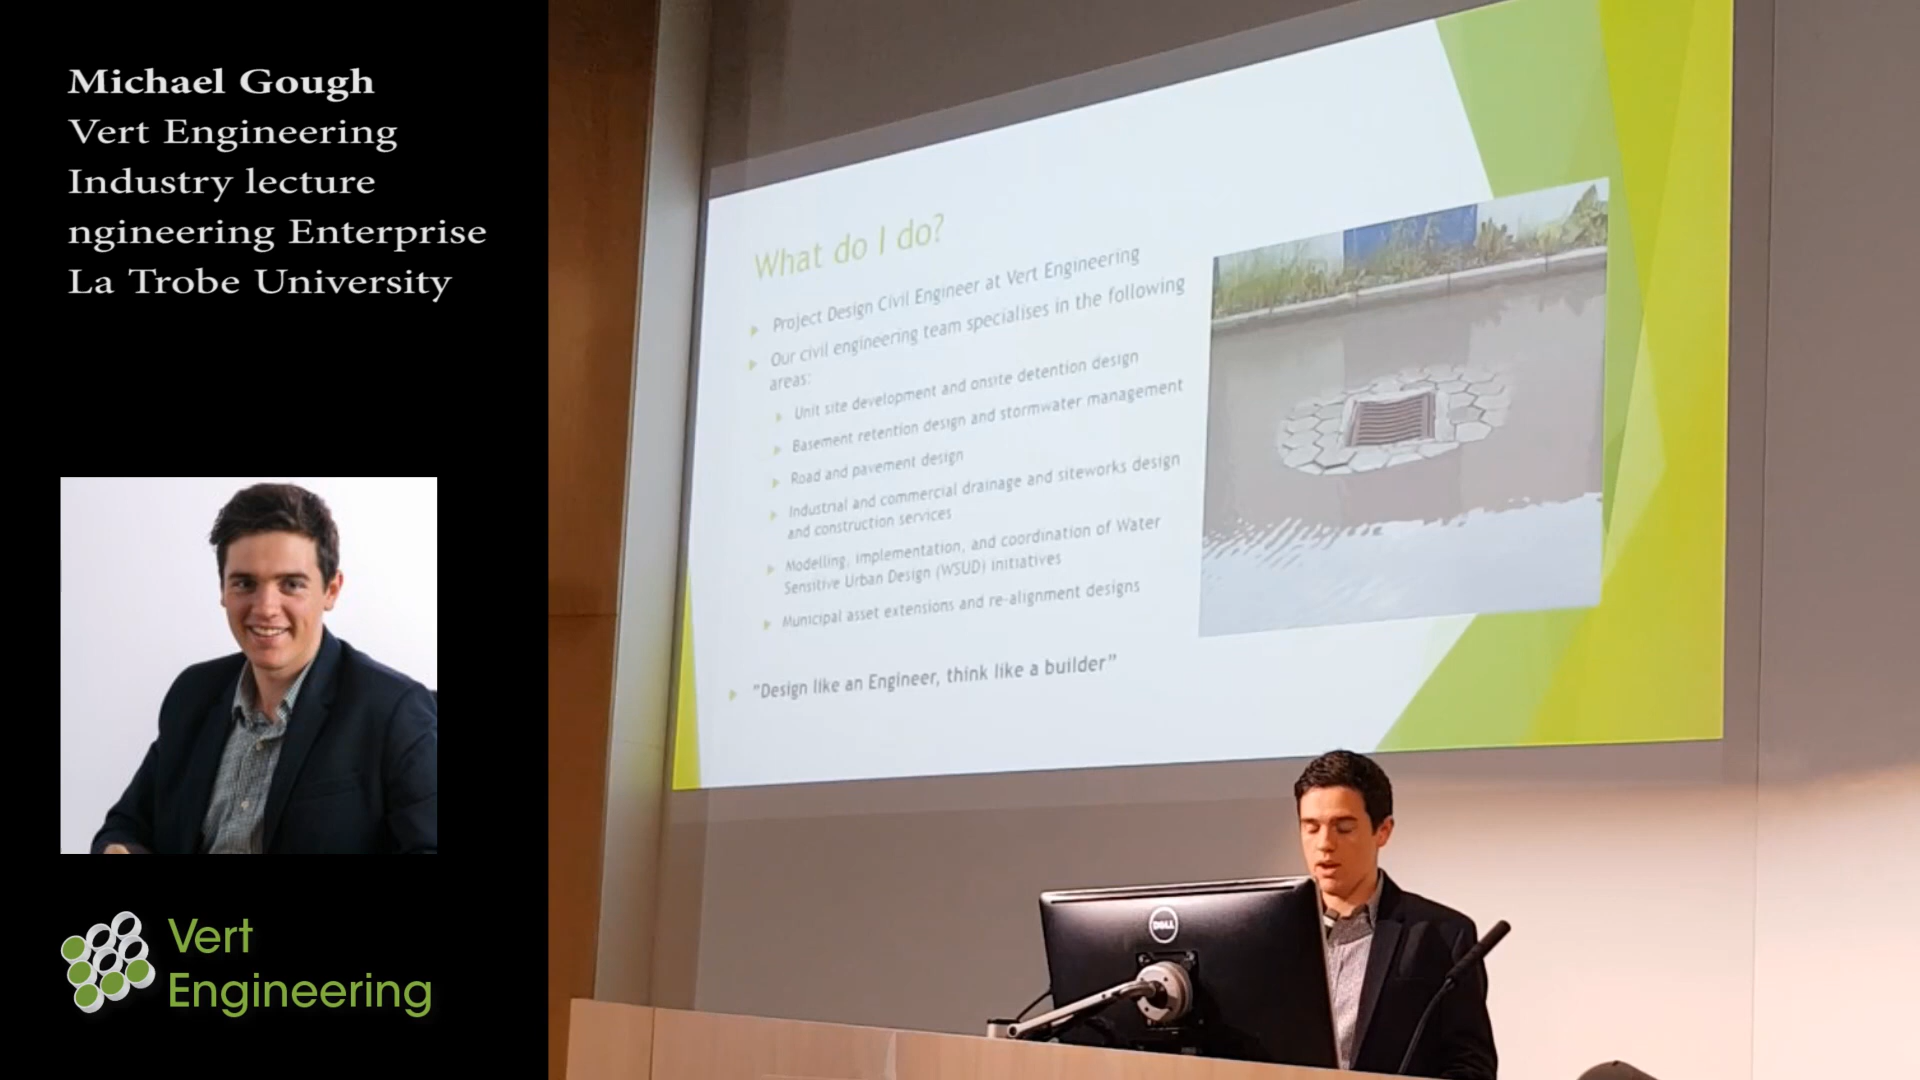 Michael Gough
Vert Engineering
Industry lecture
ngineering Enterprise
La Trobe University
Vert
Engineering
What do I do?
Project Design Civil Engineer at Vert Engineering
Our civil engineering team specialises in the following
areas:
Unit site development and onsite detention design
Basement retention design and stormwater management
Road and pavement design
Industrial and commercial drainage and siteworks design
and construction services
Modelling, implementation, and coordination of Water
Sensitive Urban Design (WSUD) initiatives
Municipal asset extensions and re-alignment designs
"Design like an Engineer, think like a builder"
DELL